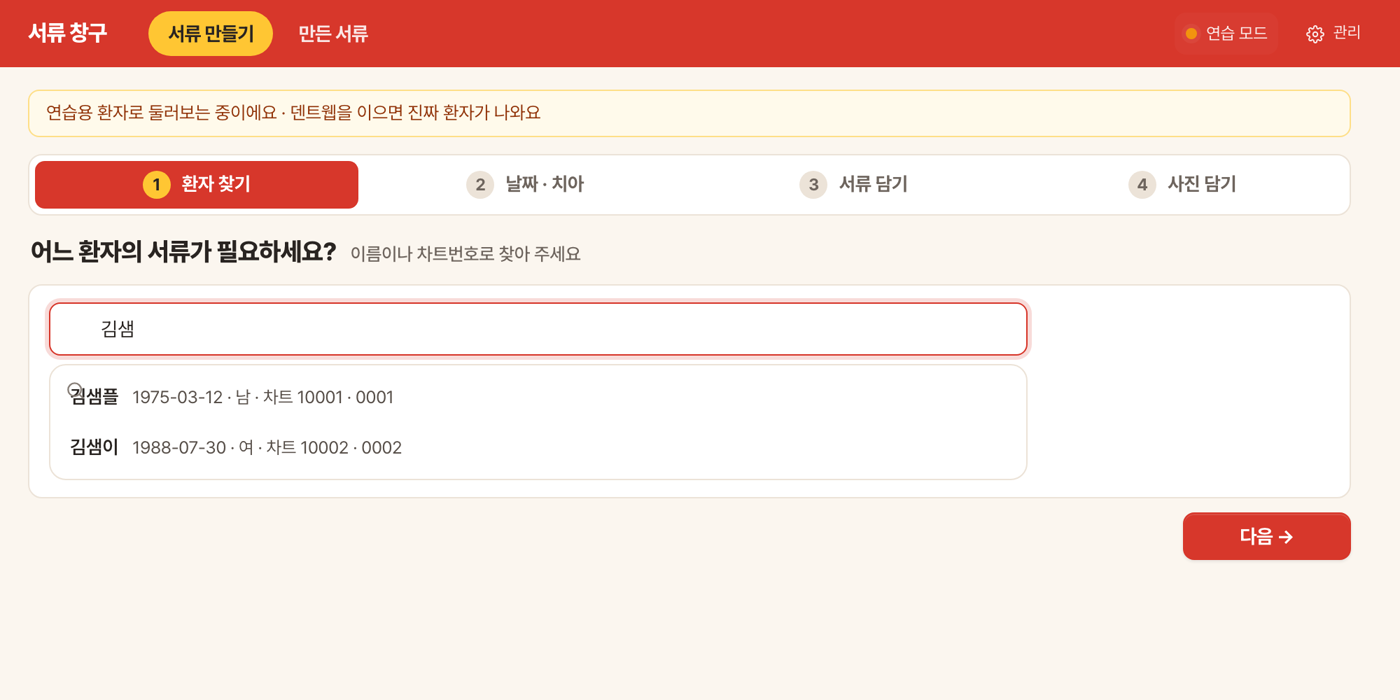 서류 창구 서류 만들기 만든 서류 연습 모드 관리
연습용 환자로 둘러보는 중이에요 · 덴트웹을 이으면 진짜 환자가 나와요
1 환자 찾기 2 날짜 · 치아 3 서류 담기 4 사진 담기
어느 환자의 서류가 필요하세요? 이름이나 차트번호로 찾아 주세요
김샘
김샘플 1975-03-12 · 남 · 차트 10001 · 0001
김샘이 1988-07-30 · 여 · 차트 10002 · 0002
다음 →